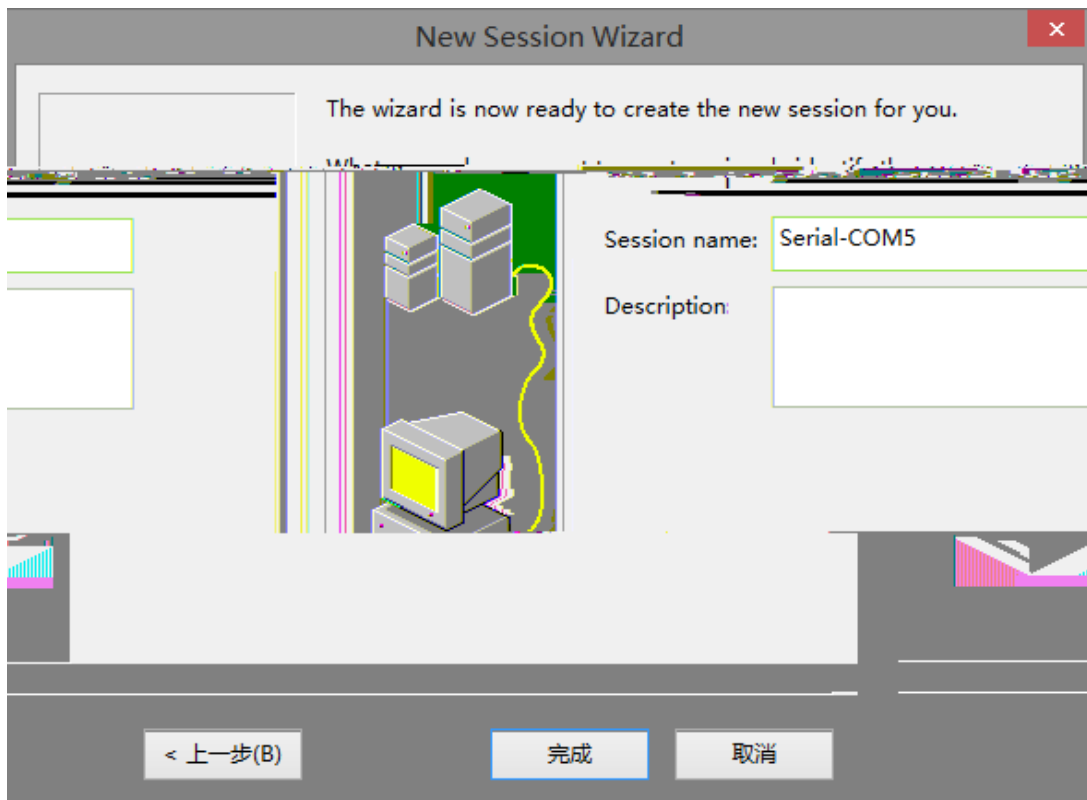 New Session Wizard
The wizard is now ready to create the new session for you.
Session name: Serial-COM5
Description:
< 上一步(B) 完成 取消